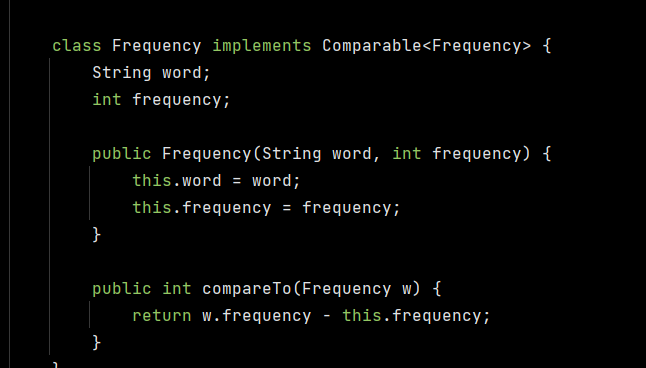 class Frequency implements Comparable<Frequency> {
String word;
int frequency;
public Frequency(String word, int frequency) {
this.word = word;
this.frequency = frequency;
}
public int compareTo(Frequency w) {
return w.frequency - this.frequency;
}
}